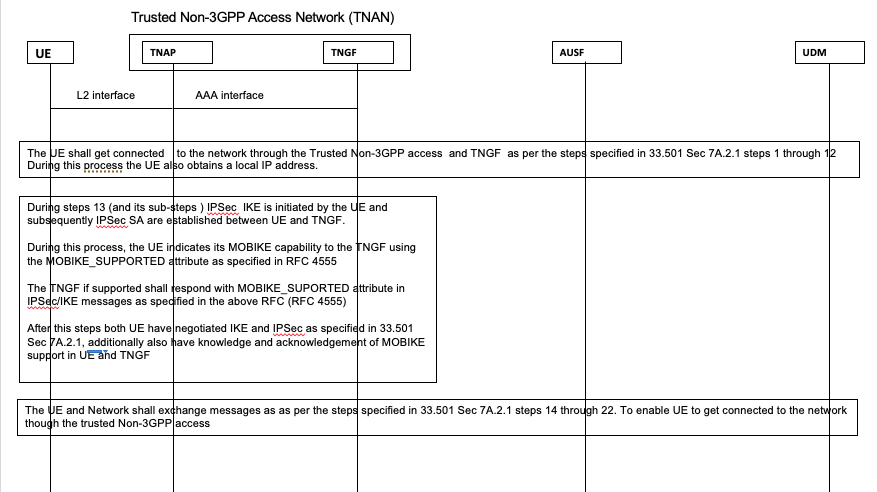 Trusted Non-3GPP Access Network (TNAN)
UE
TNAP
TNGF
AUSF
UDM
L2 interface
AAA interface
The UE shall get connected to the network through the Trusted Non-3GPP access and TNGF as per the steps specified in 33.501 Sec 7A.2.1 steps 1 through 12
During this process the UE also obtains a local IP address.
During steps 13 (and its sub-steps ) IPSec IKE is initiated by the UE and
subsequently IPSec SA are established between UE and TNGF.
During this process, the UE indicates its MOBIKE capability to the TNGF using
the MOBIKE_SUPPORTED attribute as specified in RFC 4555
The TNGF if supported shall respond with MOBIKE_SUPORTED attribute in
IPSec/IKE messages as specified in the above RFC (RFC 4555)
After this steps both UE have negotiated IKE and IPSec as specified in 33.501
Sec 7A.2.1, additionally also have knowledge and acknowledgement of MOBIKE
support in UE and TNGF
The UE and Network shall exchange messages as as per the steps specified in 33.501 Sec 7A.2.1 steps 14 through 22. To enable UE to get connected to the network
though the trusted Non-3GPP access